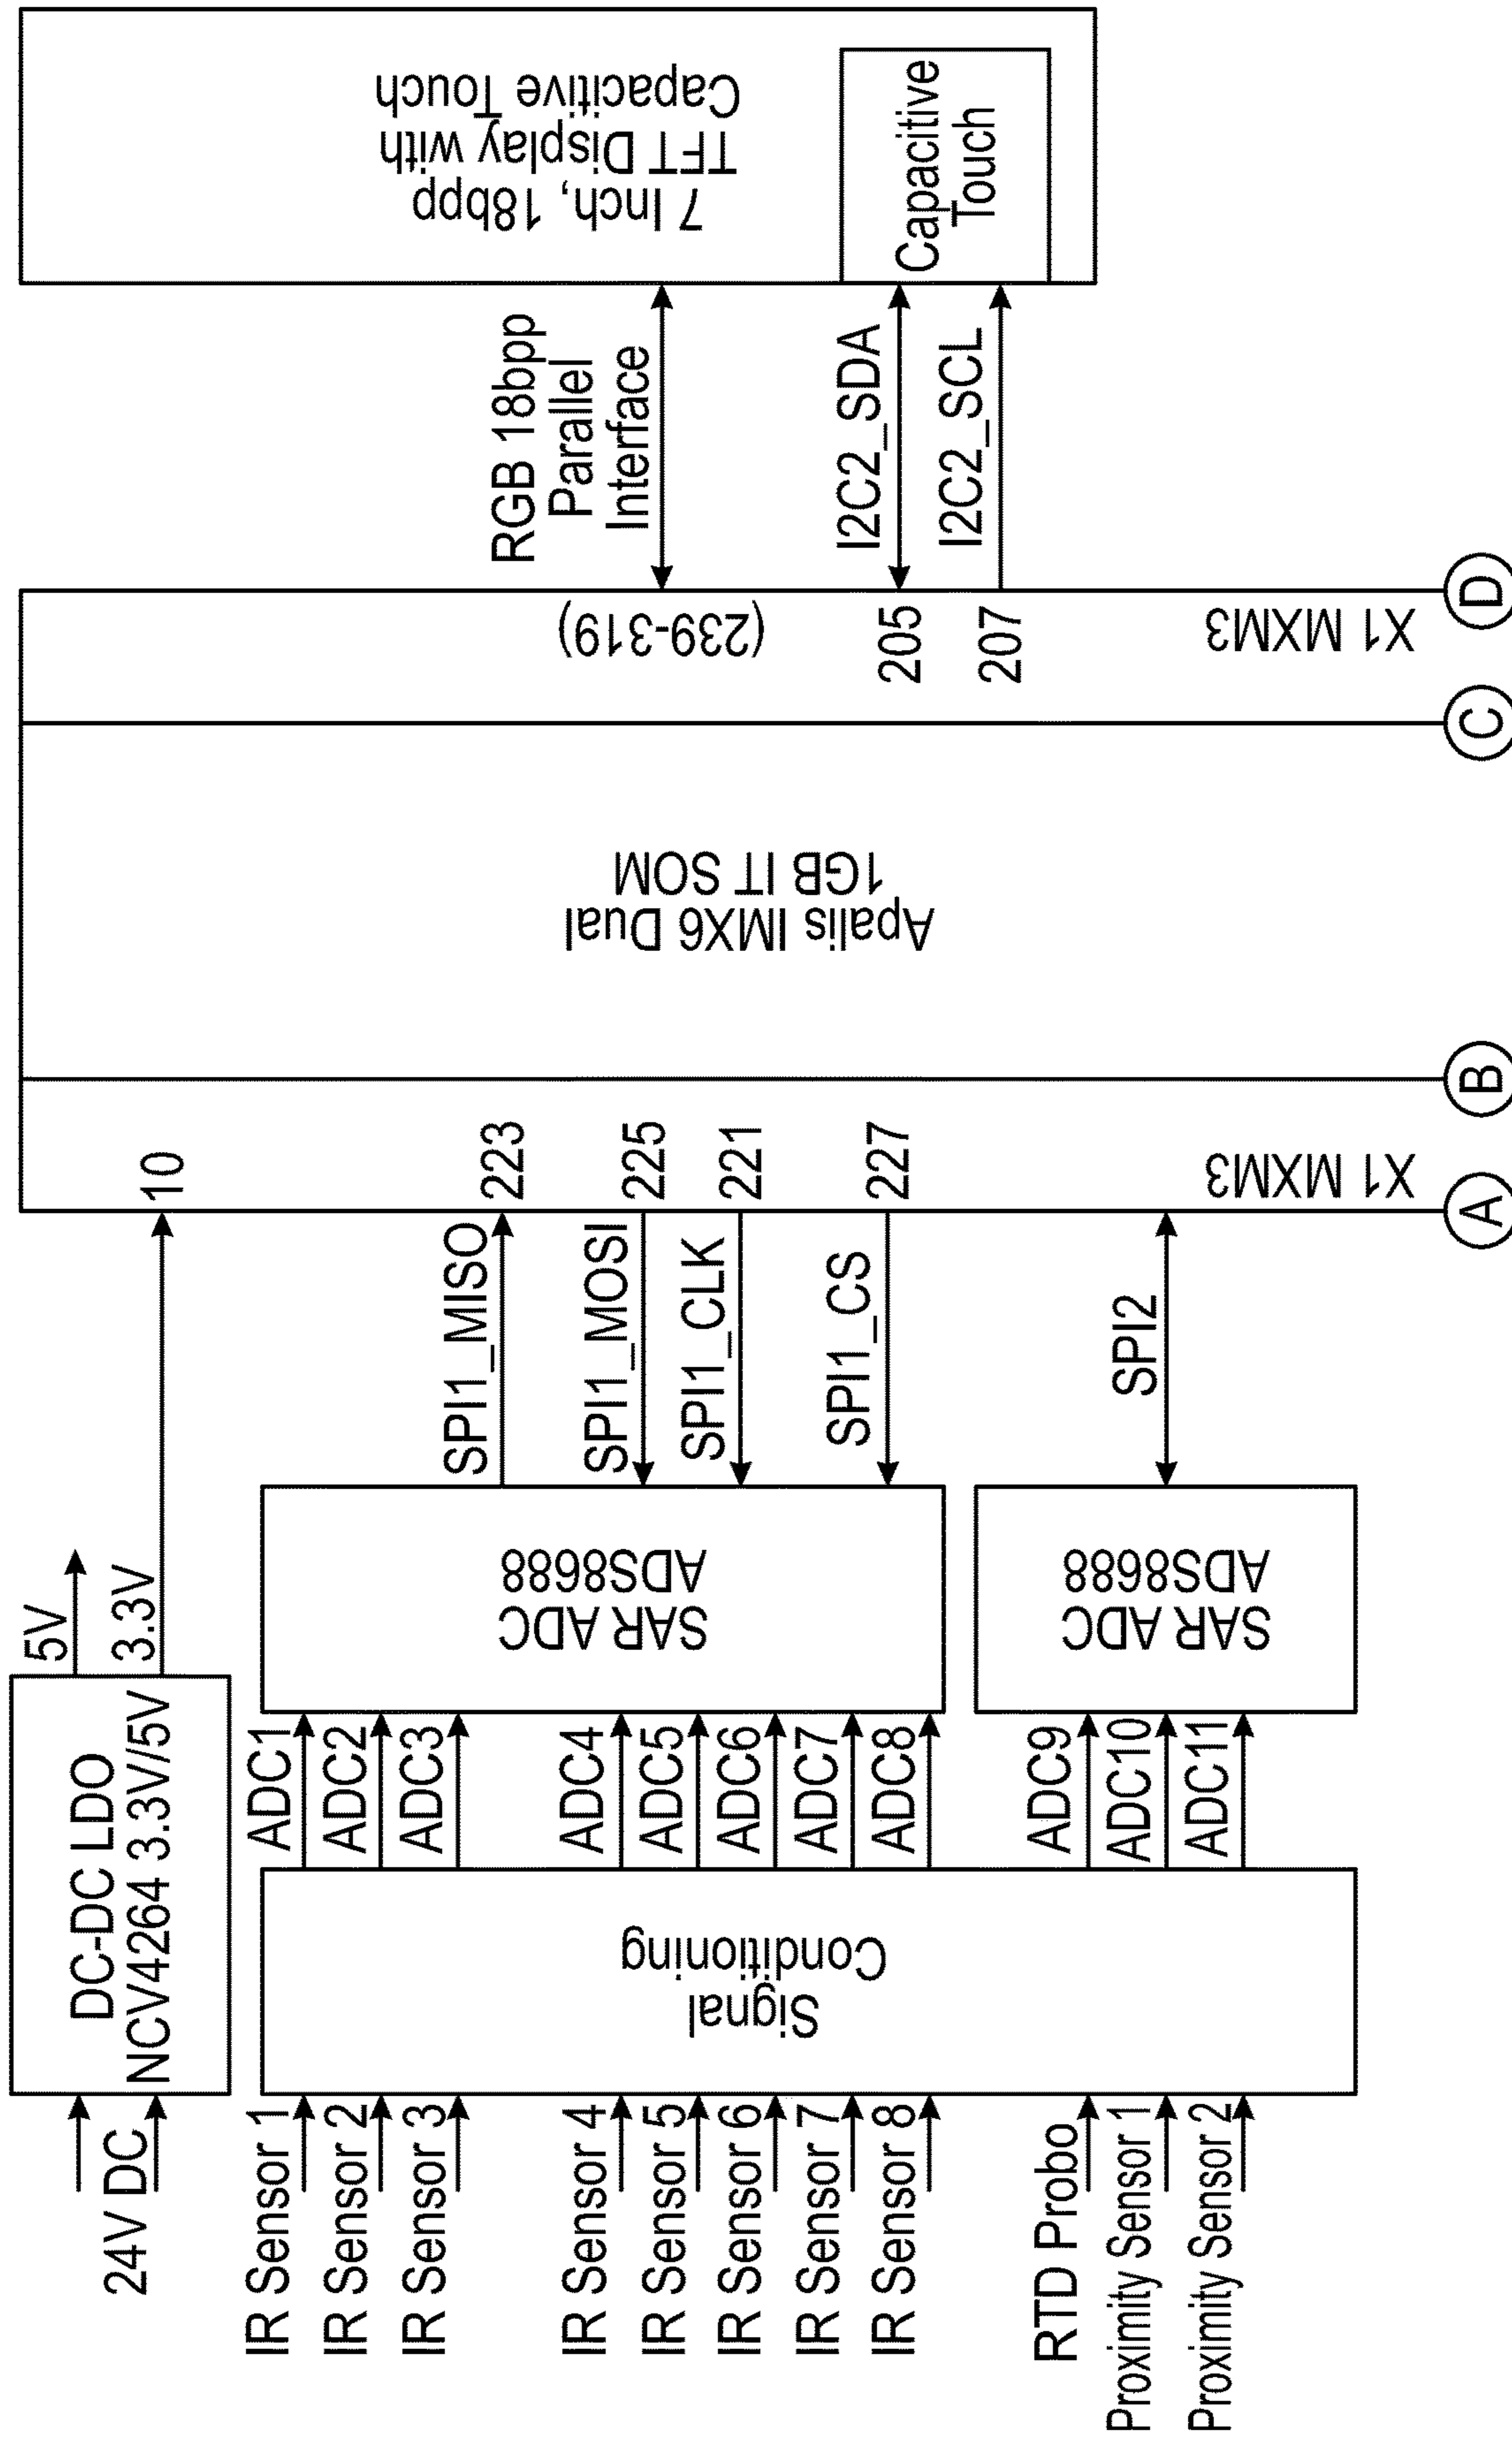 24V DC
DC-DC LDO
NCV4264 3.3V/5V
5V
3.3V
IR Sensor 1
IR Sensor 2
IR Sensor 3
IR Sensor 4
IR Sensor 5
IR Sensor 6
IR Sensor 7
IR Sensor 8
RTD Probo
Proximity Sensor 1
Proximity Sensor 2
Signal
Conditioning
ADC1
ADC2
ADC3
ADC4
ADC5
ADC6
ADC7
ADC8
ADC9
ADC10
ADC11
SAR ADC
ADS8688
SAR ADC
ADS8688
SPI1_MISO
SPI1_MOSI
SPI1_CLK
SPI1_CS
SPI2
10
223
225
221
227
X1 MXM3
A
B
Apalis IMX6 Dual
1GB IT SOM
C
D
(239-319)
205
207
X1 MXM3
RGB 18bpp
Parallel
Interface
I2C2_SDA
I2C2_SCL
7 Inch, 18bpp
TFT Display with
Capacitive Touch
Capacitive
Touch